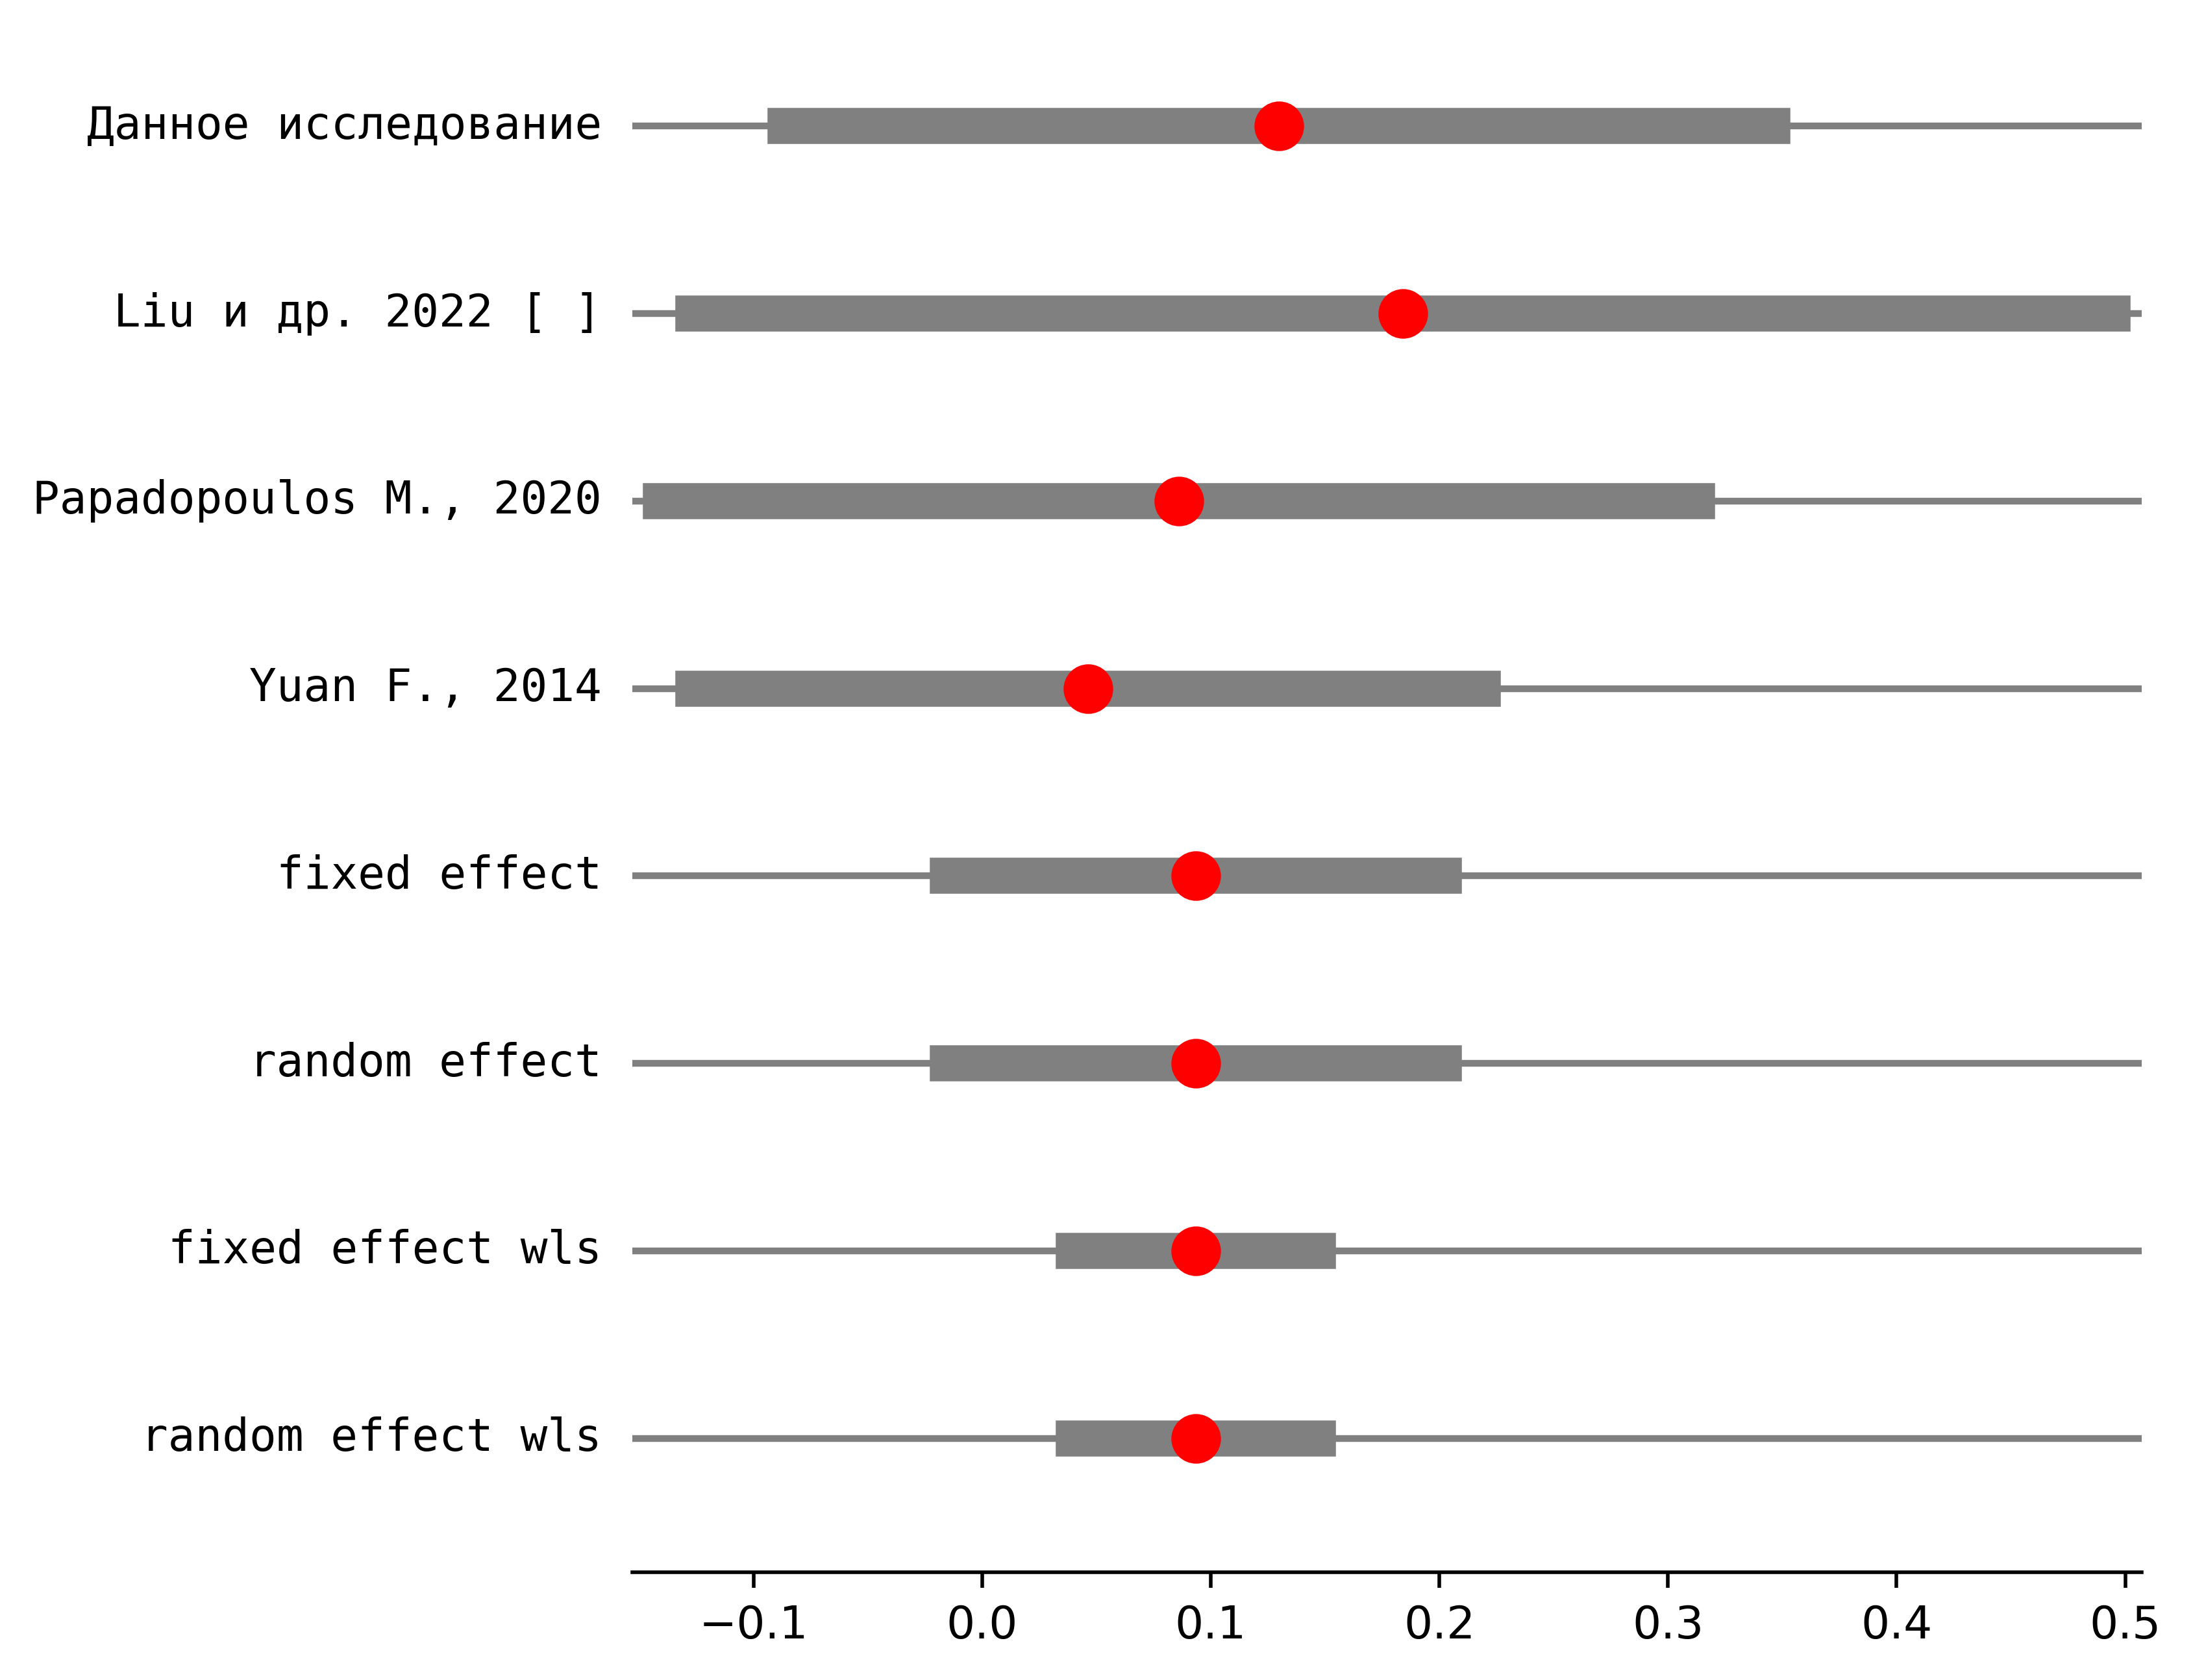 Данное исследование
Liu и др. 2022 [ ]
Papadopoulos M., 2020
Yuan F., 2014
fixed effect
random effect
fixed effect wls
random effect wls
−0.1 0.0 0.1 0.2 0.3 0.4 0.5